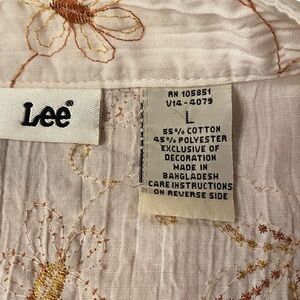 Lee®
RN 105851
V14-4079
L
55% COTTON
45% POLYESTER
EXCLUSIVE OF
DECORATION
MADE IN
BANGLADESH
CARE INSTRUCTIONS
ON REVERSE SIDE